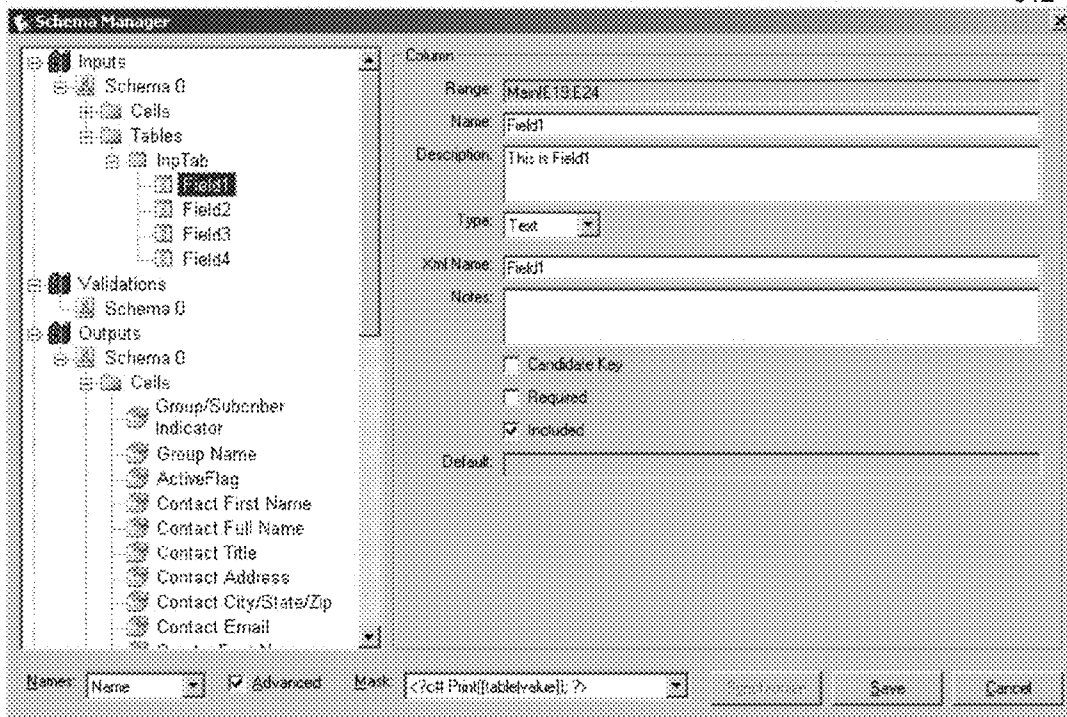 Schema Manager
Inputs
Schema 0
Cells
Tables
InpTab
Field1
Field2
Field3
Field4
Validations
Schema 0
Outputs
Schema 0
Cells
Group/Subcriber
Indicator
Group Name
ActiveFlag
Contact First Name
Contact Full Name
Contact Title
Contact Address
Contact City/State/Zip
Contact Email
Column
Range: Main!E19:E24
Name: Field1
Description: This is Field1
Type: Text
Xml Name: Field1
Notes:
Candidate Key
Required
Included
Default:
Names: Name Advanced Mask: <?c# Print([table|value]); ?> Save Cancel